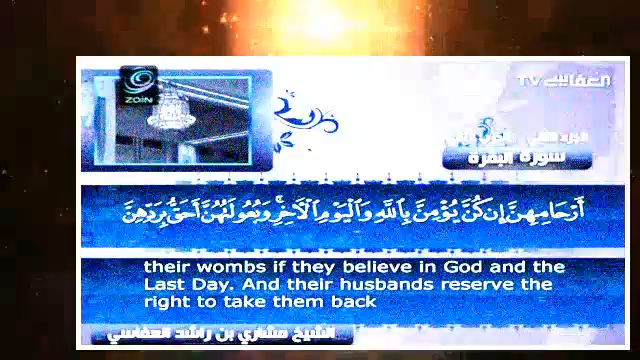 ZOIN
العفاسي TV
سورة البقرة
أَرْحَامِهِنَّ إِن كُنَّ يُؤْمِنَّ بِاللَّهِ وَالْيَوْمِ الْآخِرِ ۚ وَبُعُولَتُهُنَّ أَحَقُّ بِرَدِّهِنَّ
their wombs if they believe in God and the
Last Day. And their husbands reserve the
right to take them back
الشيخ مشاري بن راشد العفاسي